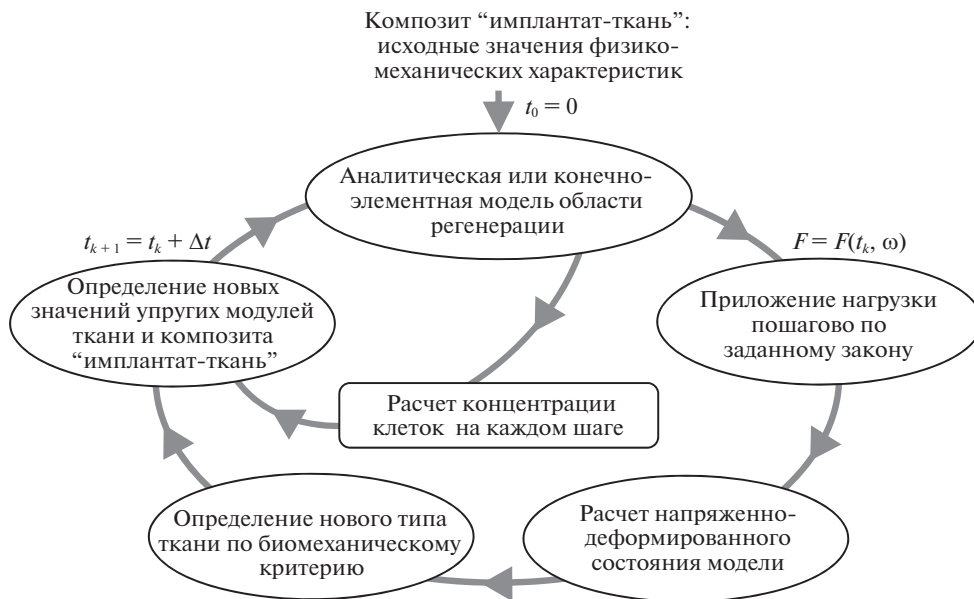 Композит “имплантат-ткань”:
исходные значения физико-
механических характеристик
t₀ = 0
Аналитическая или конечно-
элементная модель области
регенерации
tₖ ₊ ₁ = tₖ + Δt
F = F(tₖ, ω)
Определение новых
значений упругих модулей
ткани и композита
“имплантат-ткань”
Приложение нагрузки
пошагово по
заданному закону
Расчет концентрации
клеток на каждом шаге
Определение нового типа
ткани по биомеханическому
критерию
Расчет напряженно-
деформированного
состояния модели